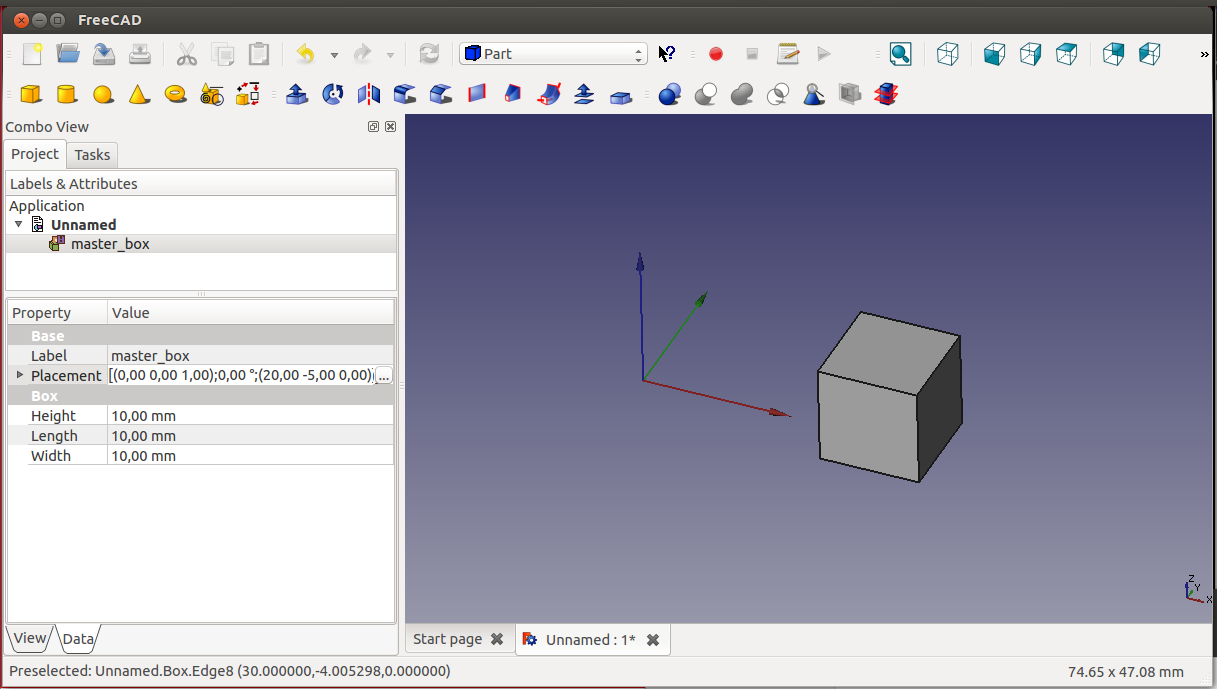 FreeCAD
Part
»
Combo View
Project Tasks
Labels & Attributes
Application
Unnamed
master_box
Property Value
Base
Label master_box
Placement [(0,00 0,00 1,00);0,00 °;(20,00 -5,00 0,00)] ...
Box
Height 10,00 mm
Length 10,00 mm
Width 10,00 mm
Z
Y
X
View Data
Start page Unnamed : 1*
Preselected: Unnamed.Box.Edge8 (30.000000,-4.005298,0.000000) 74.65 x 47.08 mm